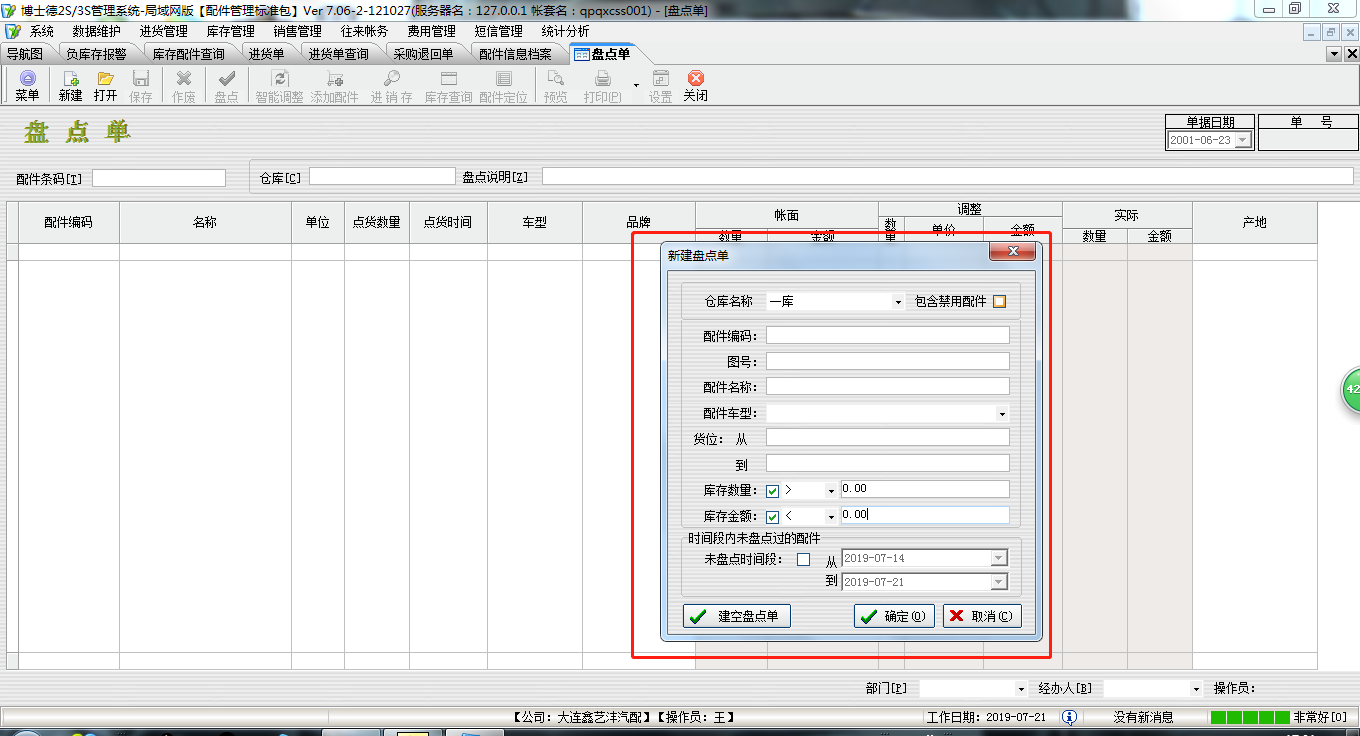 博士德2S/3S管理系统-局域网版【配件管理标准包】Ver 7.06-2-121027(服务器名：127.0.0.1 帐套名：qpqxcss001) - [盘点单]
系统 数据维护 进货管理 库存管理 销售管理 往来帐务 费用管理 短信管理 统计分析
导航图 负库存报警 库存配件查询 进货单 进货单查询 采购退回单 配件信息档案 盘点单
菜单 新建 打开 保存 作废 盘点 智能调整 添加配件 进销存 库存查询 配件定位 预览 打印(P) 设置 关闭
盘点单
单据日期 单 号
2001-06-23
配件条码[T] 仓库[C] 盘点说明[Z]
配件编码 名称 单位 点货数量 点货时间 车型 品牌 帐面 调整 实际 产地
数量 金额 数量 单价 金额 数量 金额
新建盘点单
仓库名称 一库 包含禁用配件
配件编码：
图号：
配件名称：
配件车型：
货位： 从
到
库存数量： > 0.00
库存金额： < 0.00
时间段内未盘点过的配件
未盘点时间段： 从 2019-07-14
到 2019-07-21
建空盘点单 确定(O) 取消(C)
42
部门[P] 经办人[B] 操作员：
【公司：大连鑫艺沣汽配】【操作员：王】 工作日期：2019-07-21 没有新消息 非常好[0]